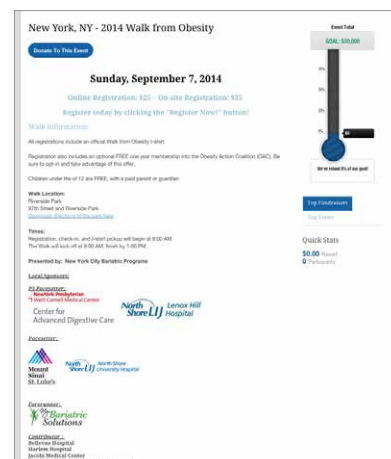 New York, NY - 2014 Walk from Obesity
Donate To This Event
Sunday, September 7, 2014
Online Registration: $25 - On-site Registration: $35
Register today by clicking the "Register Now!" button!
Walk Information:
All registrations include an official Walk from Obesity t-shirt.
Registration also includes an optional FREE one year membership into the Obesity Action Coalition (OAC). Be
sure to opt-in and take advantage of this offer.
Children under the of 12 are FREE, with a paid parent or guardian
Walk Location:
Riverside Park
97th Street and Riverside Park
Download directions to the park here
Times:
Registration, check-in, and t-shirt pickup will begin at 8:00 AM
The Walk will kick off at 9:00 AM, finish by 1:00 PM.
Presented by: New York City Bariatric Programs
Local Sponsors:
P3 Pacesetter:
NewYork-Presbyterian
Weill Cornell Medical Center
Center for
Advanced Digestive Care
North
Shore LIJ
Lenox Hill
Hospital
Pacesetter:
Mount
Sinai
St. Luke's
North
Shore LIJ
North Shore
University Hospital
Forerunner:
Bariatric
Solutions
Contributor:
Bellevue Hospital
Harlem Hospital
Jacobi Medical Center
Event Total
GOAL: $30,000
$0
We've raised 0% of our goal!
Top Fundraisers
Top Teams
Quick Stats
$0.00 Raised
0 Participants